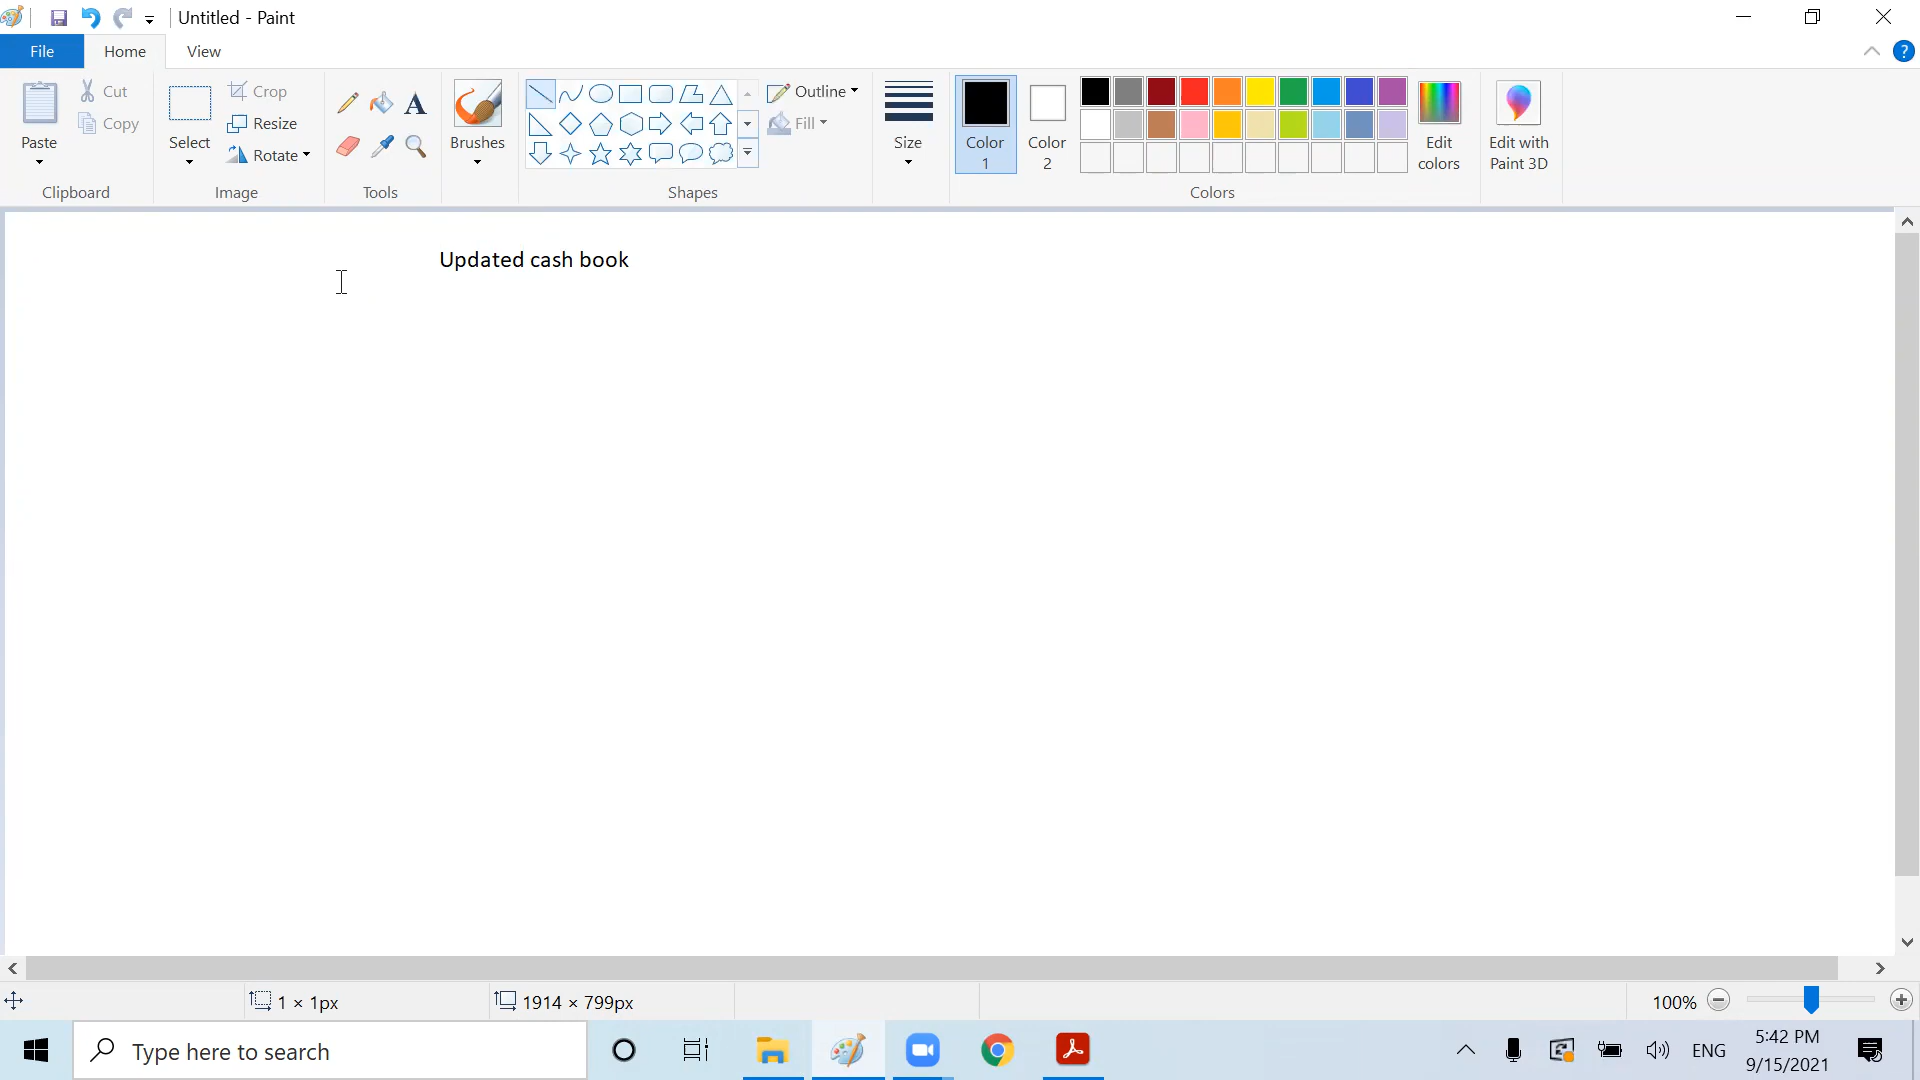 Untitled - Paint
File
Home
View
Paste
Cut
Copy
Clipboard
Select
Crop
Resize
Rotate
Image
A
Tools
Brushes
Outline
Fill
Shapes
Size
Color 1
Color 2
Edit colors
Colors
Edit with Paint 3D
?
Updated cash book
1 × 1px
1914 × 799px
100%
Type here to search
ENG
5:42 PM
9/15/2021